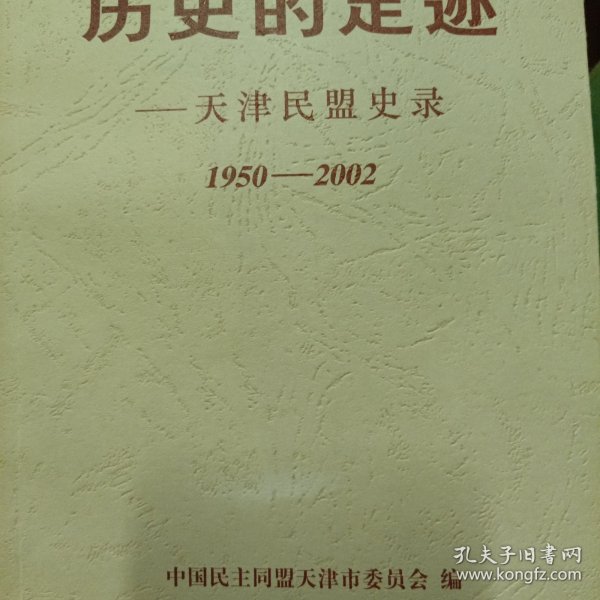 历史的足迹
——天津民盟史录
1950——2002
中国民主同盟天津市委员会 编
孔夫子旧书网
www.kongfz.com